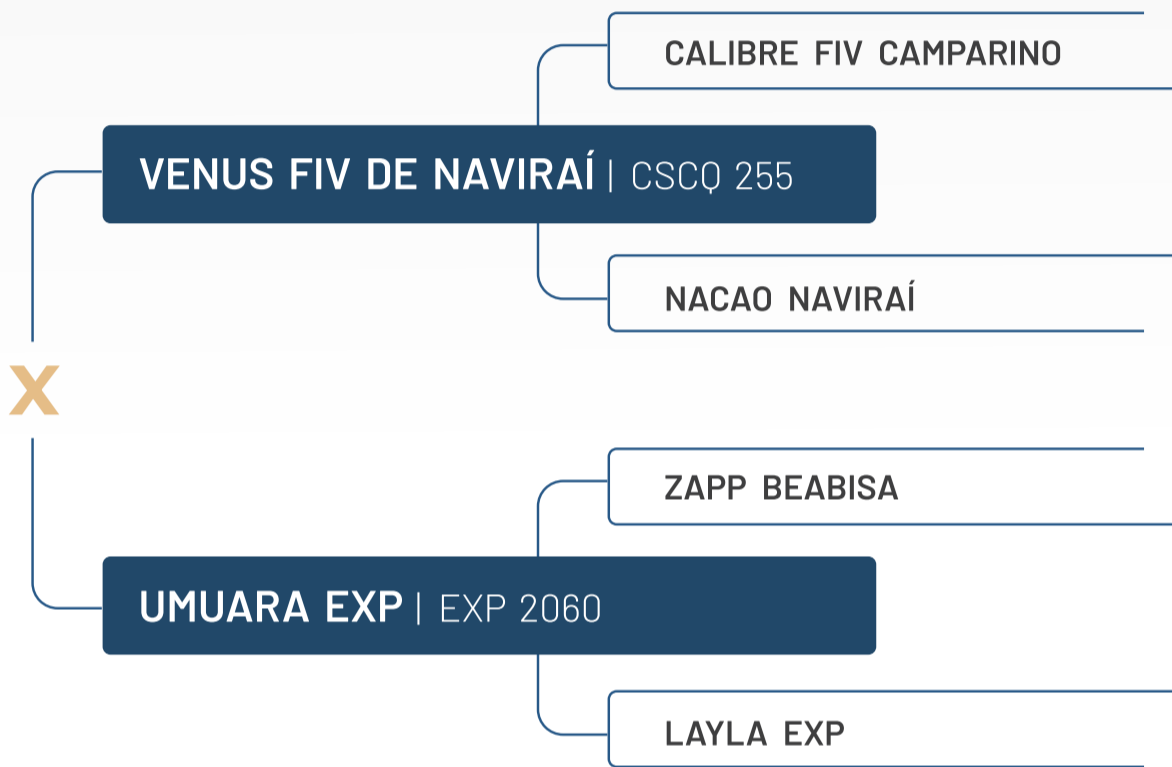 CALIBRE FIV CAMPARINO
VENUS FIV DE NAVIRAÍ | CSCQ 255
NACAO NAVIRAÍ
X
ZAPP BEABISA
UMUARA EXP | EXP 2060
LAYLA EXP